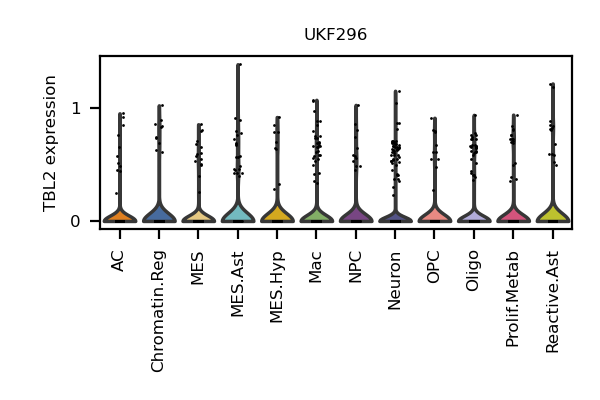 UKF296
TBL2 expression
1
0
AC
Chromatin.Reg
MES
MES.Ast
MES.Hyp
Mac
NPC
Neuron
OPC
Oligo
Prolif.Metab
Reactive.Ast